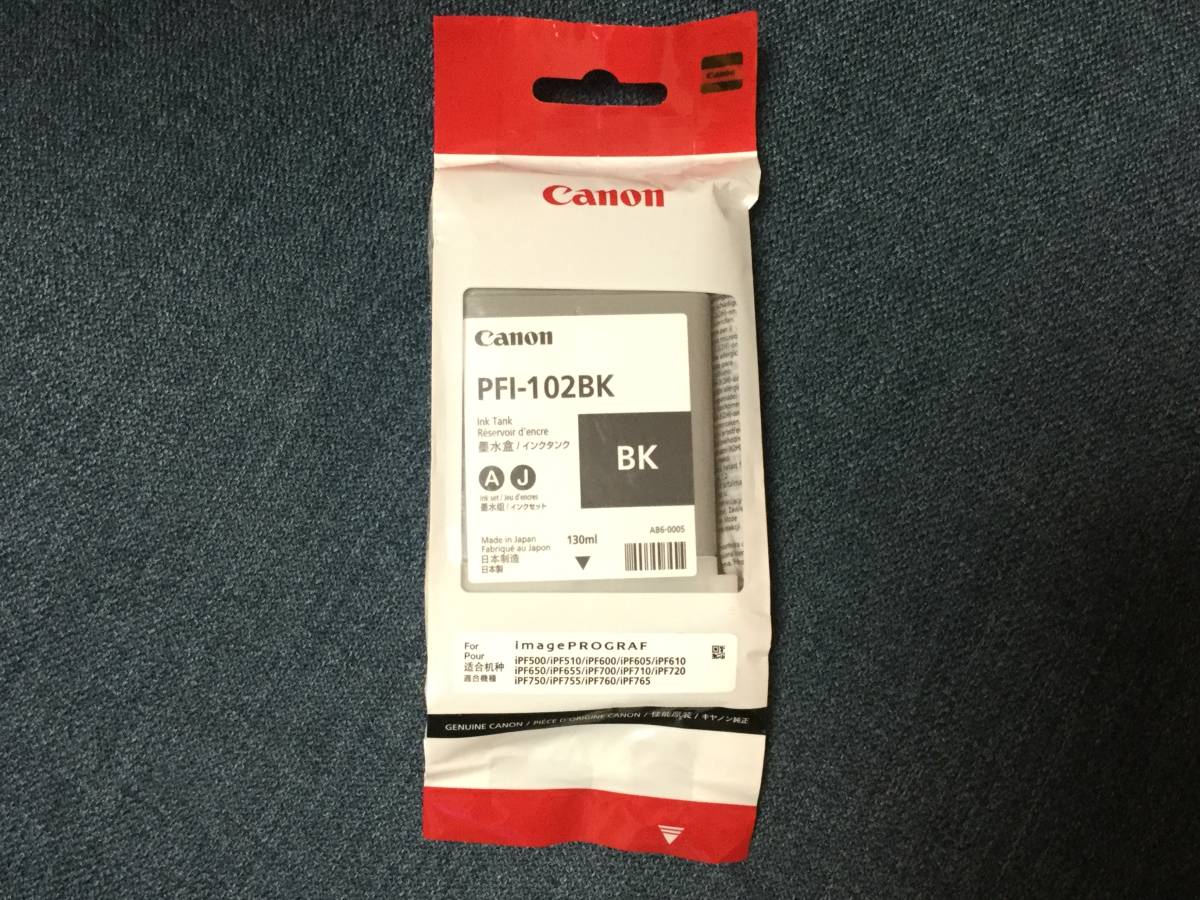 Canon
Canon
Canon
PFI-102BK
Ink Tank
Réservoir d'encre
墨水盒 / インクタンク
BK
A J
ink set / Jeu d'encres
墨水组 / インクセット
AB6-0005
Made in Japan
Fabriqué au Japon
日本制造
日本製
130ml
For
Pour
适合机种
適合機種
imagePROGRAF
iPF500/iPF510/iPF600/iPF605/iPF610
iPF650/iPF655/iPF700/iPF710/iPF720
iPF750/iPF755/iPF760/iPF765
GENUINE CANON / PIÈCE D'ORIGINE CANON / 佳能原装 / キヤノン純正